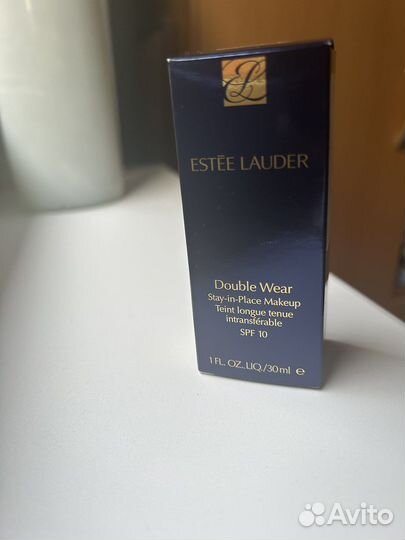 EL
ESTĒE LAUDER
Double Wear
Stay-in-Place Makeup
Teint longue tenue
intransférable
SPF 10
1 FL. OZ. LIQ./30 ml ℮
Avito